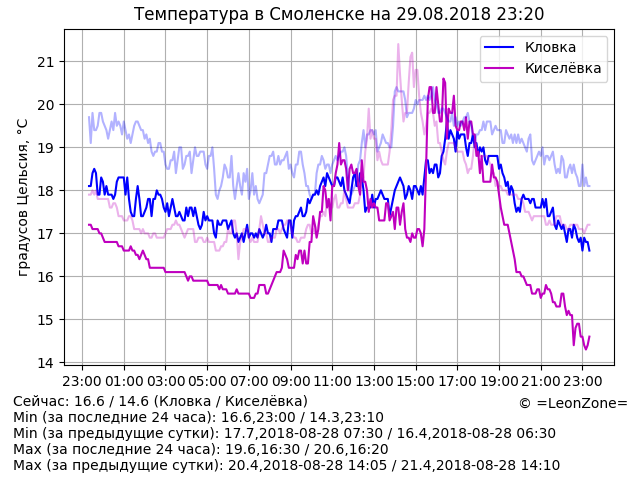 Температура в Смоленске на 29.08.2018 23:20
Кловка
Киселёвка
градусов Цельсия, °C
21
20
19
18
17
16
15
14
23:00 01:00 03:00 05:00 07:00 09:00 11:00 13:00 15:00 17:00 19:00 21:00 23:00
Сейчас: 16.6 / 14.6 (Кловка / Киселёвка)
© =LeonZone=
Min (за последние 24 часа): 16.6,23:00 / 14.3,23:10
Min (за предыдущие сутки): 17.7,2018-08-28 07:30 / 16.4,2018-08-28 06:30
Max (за последние 24 часа): 19.6,16:30 / 20.6,16:20
Max (за предыдущие сутки): 20.4,2018-08-28 14:05 / 21.4,2018-08-28 14:10